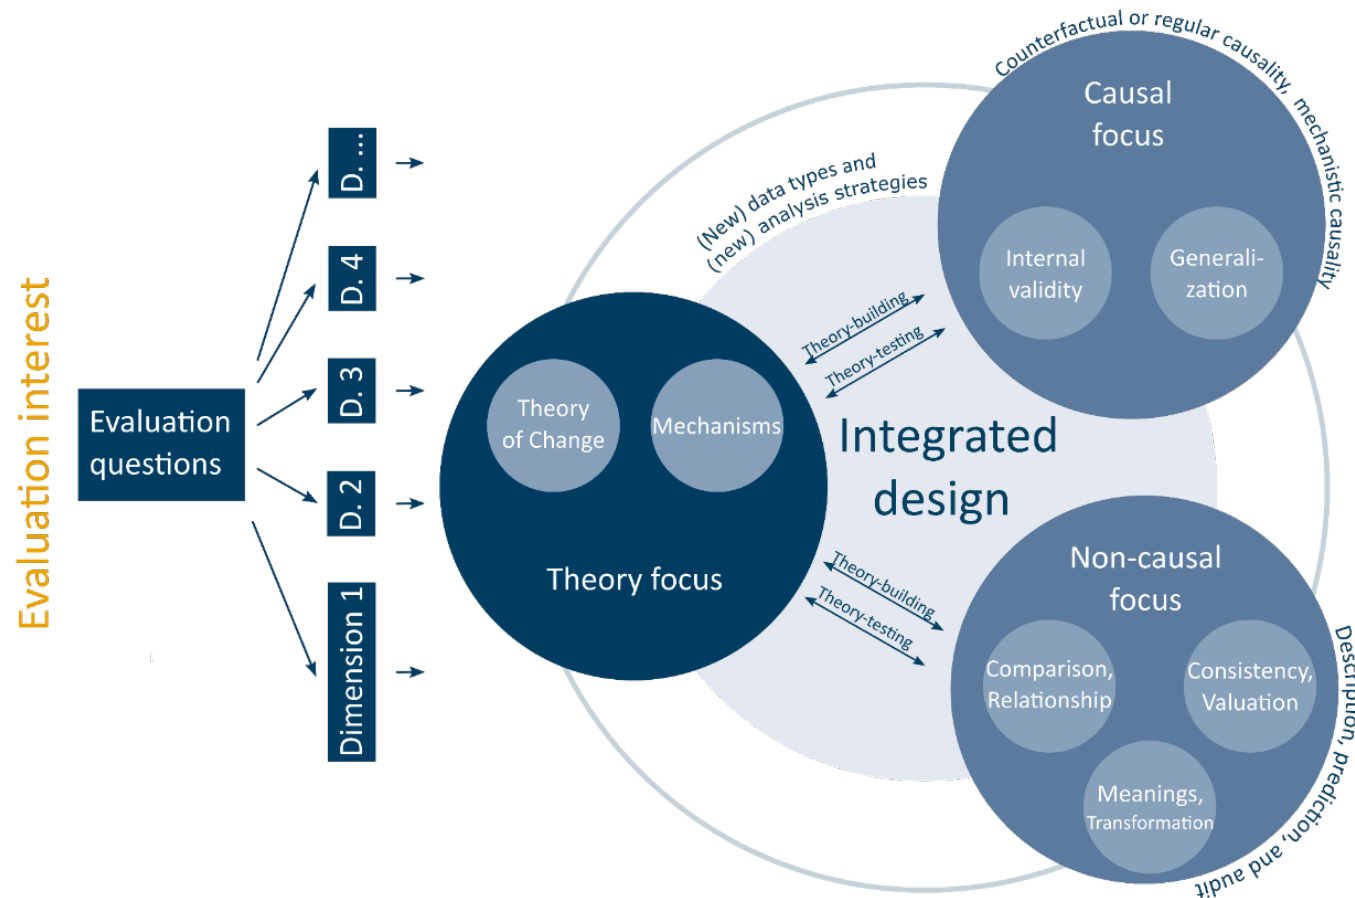 Evaluation interest
Evaluation
questions
D. ...
D. 4
D. 3
D. 2
Dimension 1
Theory
of Change
Mechanisms
Theory focus
(New) data types and
(new) analysis strategies
Theory-building
Theory-testing
Integrated
design
Theory-building
Theory-testing
Counterfactual or regular causality, mechanistic causality
Causal
focus
Internal
validity
Generali-
zation
Non-causal
focus
Comparison,
Relationship
Consistency,
Valuation
Meanings,
Transformation
Description, prediction, and audit